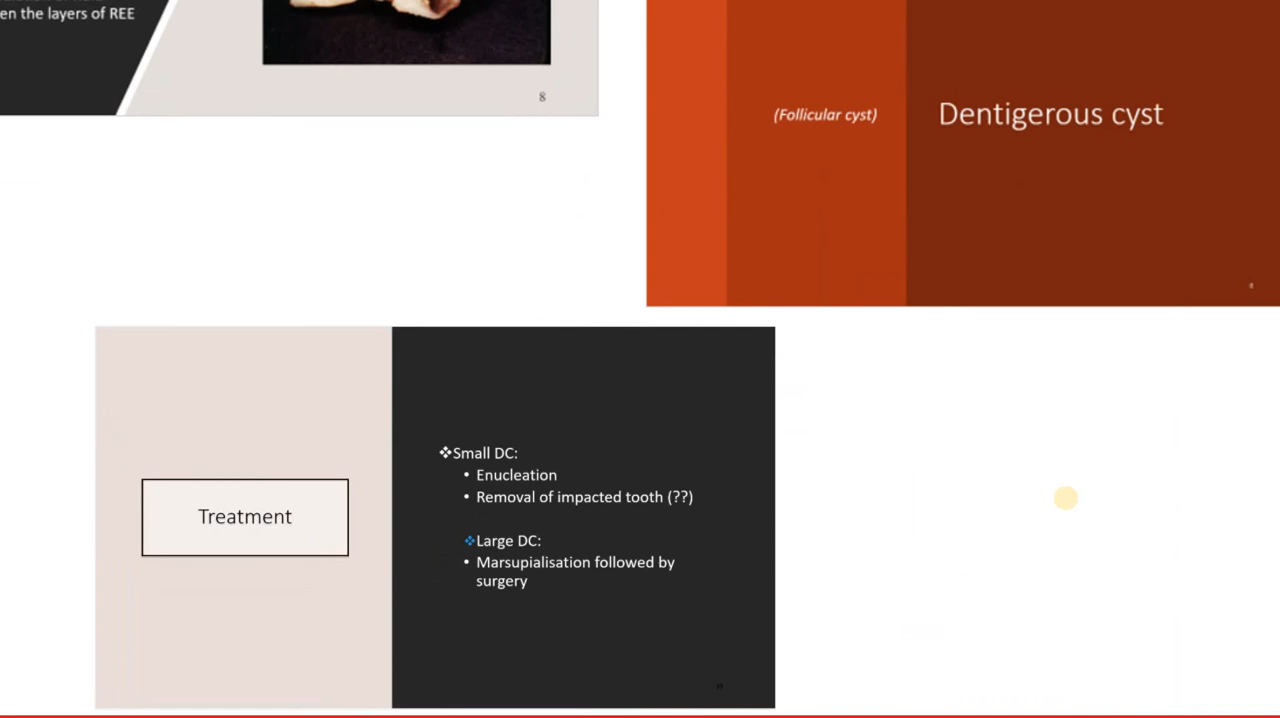 en the layers of REE
8
(Follicular cyst)
Dentigerous cyst
Treatment
❖Small DC:
• Enucleation
• Removal of impacted tooth (??)
❖Large DC:
• Marsupialisation followed by
surgery